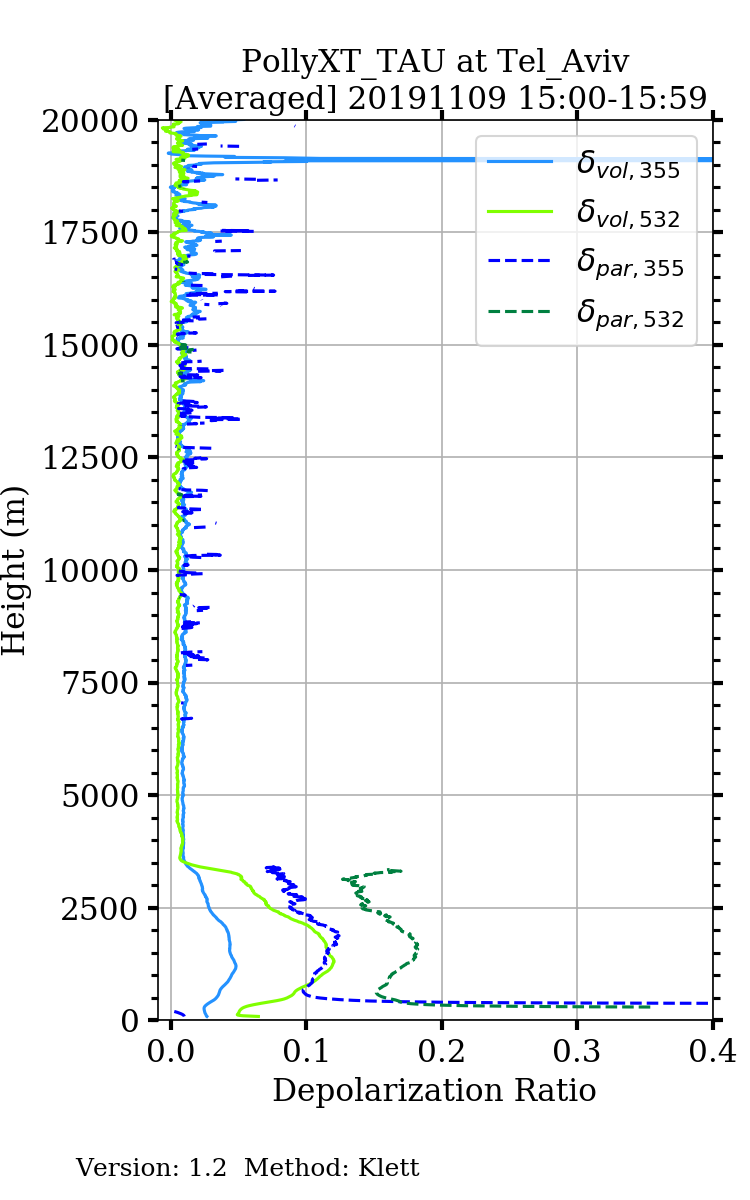 PollyXT_TAU at Tel_Aviv
[Averaged] 20191109 15:00-15:59
20000
17500
15000
12500
10000
7500
5000
2500
0
Height (m)
δvol, 355
δvol, 532
δpar, 355
δpar, 532
0.0 0.1 0.2 0.3 0.4
Depolarization Ratio
Version: 1.2 Method: Klett